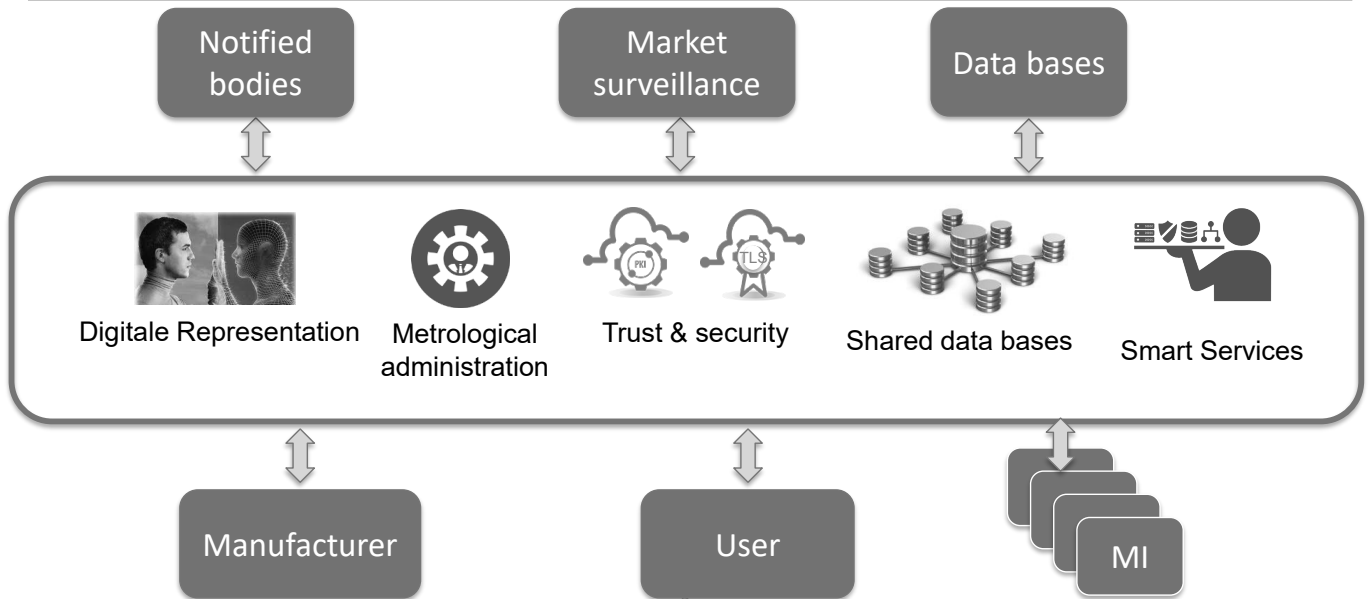 Notified
bodies
Market
surveillance
Data bases
PKI
TLS
Digitale Representation
Metrological
administration
Trust & security
Shared data bases
Smart Services
Manufacturer
User
MI